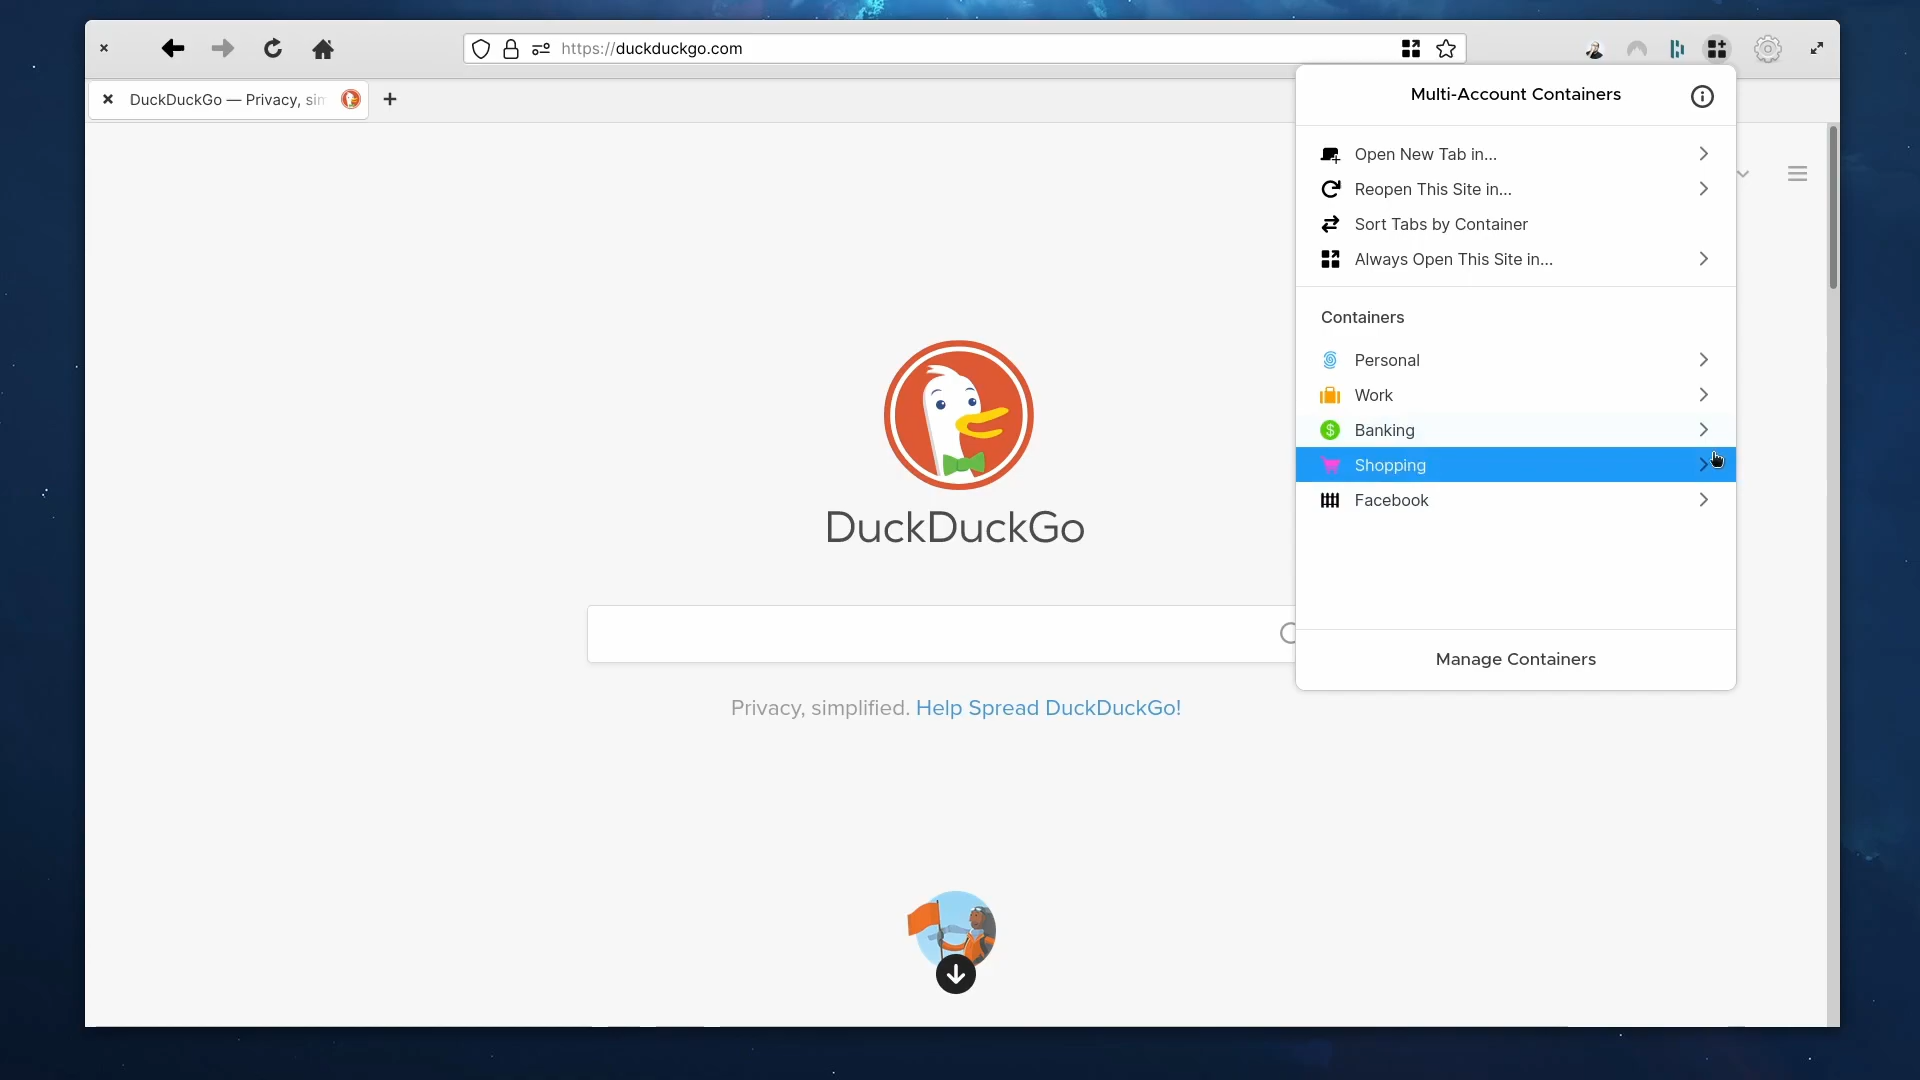 https://duckduckgo.com
DuckDuckGo — Privacy, sim
Multi-Account Containers
Open New Tab in...
Reopen This Site in...
Sort Tabs by Container
Always Open This Site in...
Containers
Personal
Work
Banking
Shopping
Facebook
Manage Containers
DuckDuckGo
Privacy, simplified. Help Spread DuckDuckGo!